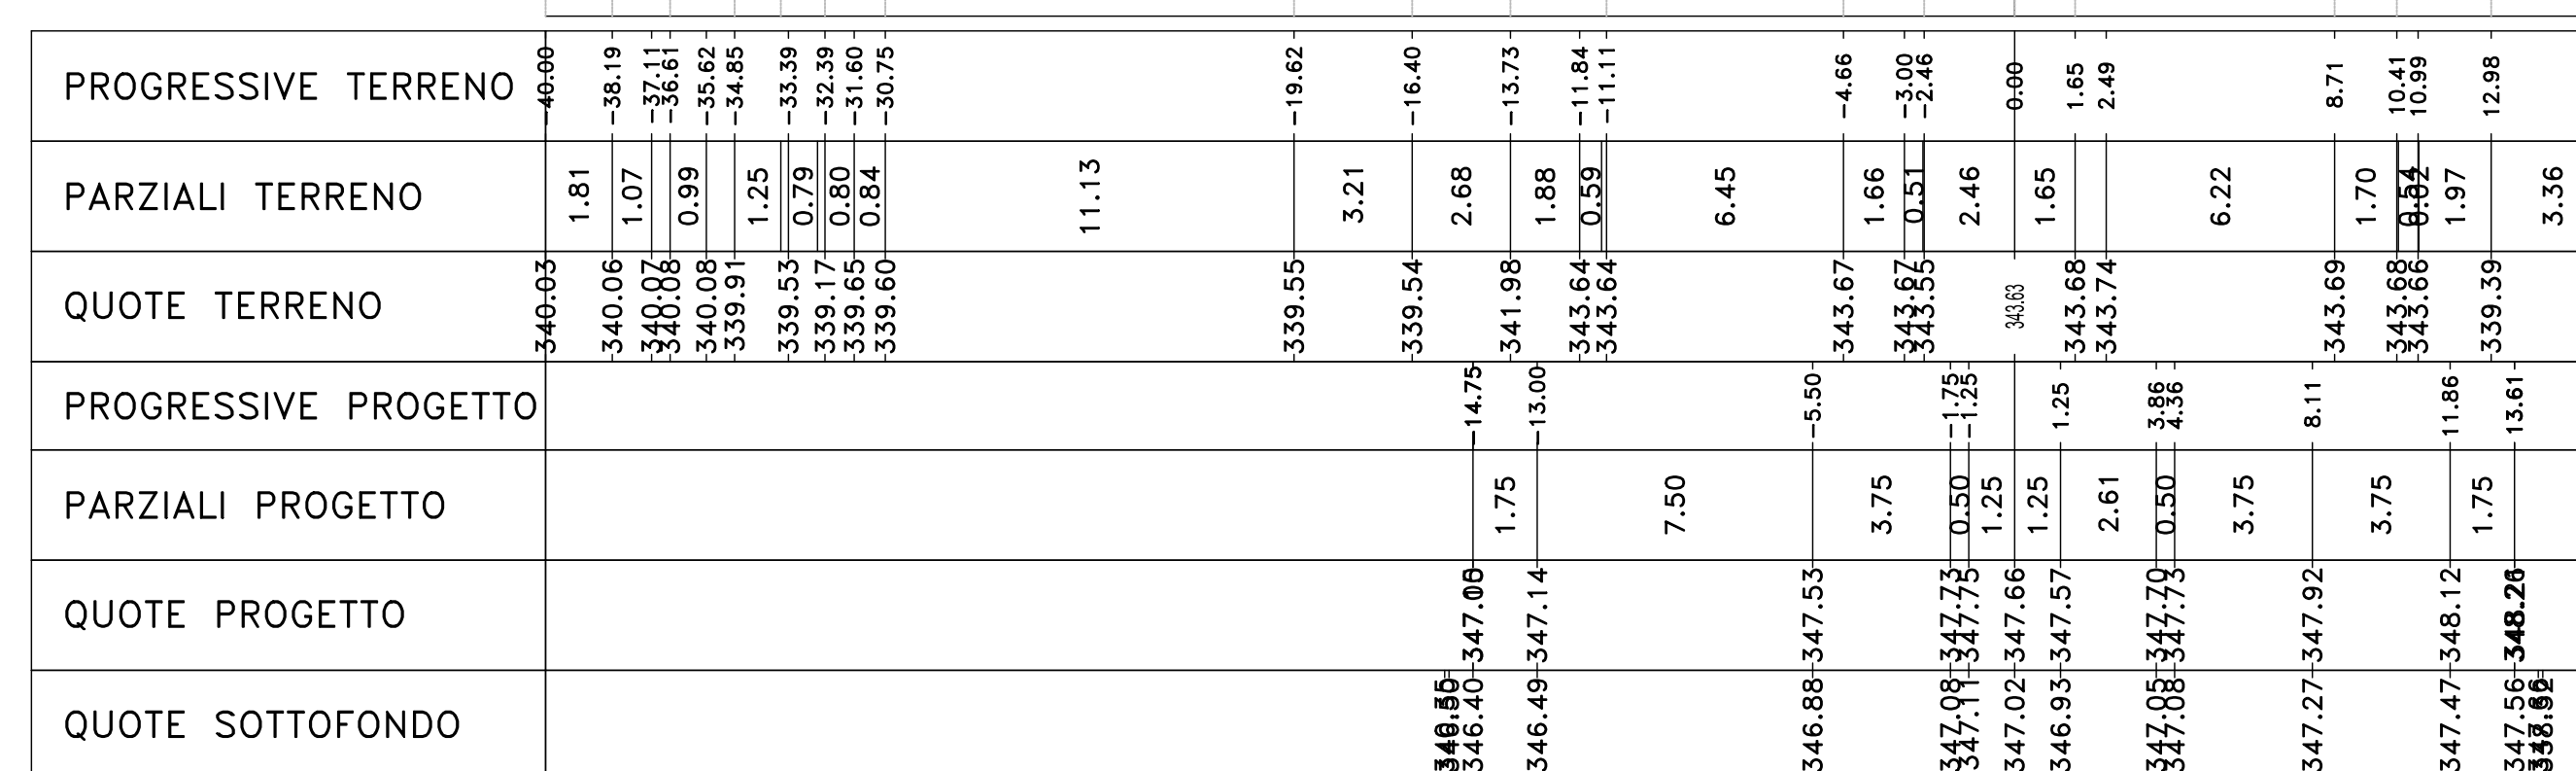 PROGRESSIVE TERRENO -40.00 -38.19 -37.11 -36.61 -35.62 -34.85 -33.39 -32.39 -31.60 -30.75 -19.62 -16.40 -13.73 -11.84 -11.11 -4.66 -3.00 -2.46 0.00 1.65 2.49 8.71 10.41 10.99 12.98
PARZIALI TERRENO 1.81 1.07 0.99 1.25 0.79 0.80 0.84 11.13 3.21 2.68 1.88 0.59 6.45 1.66 0.51 2.46 1.65 6.22 1.70 0.54 0.02 1.97 3.36
QUOTE TERRENO 340.03 340.06 340.07 340.08 340.08 339.91 339.53 339.17 339.65 339.60 339.55 339.54 341.98 343.64 343.64 343.67 343.67 343.55 343.63 343.68 343.74 343.69 343.68 343.66 339.39
PROGRESSIVE PROGETTO -14.75 -13.00 -5.50 -1.75 -1.25 1.25 3.86 4.36 8.11 11.86 13.61
PARZIALI PROGETTO 1.75 7.50 3.75 0.50 1.25 1.25 2.61 0.50 3.75 3.75 1.75
QUOTE PROGETTO 347.14 347.53 347.73 347.75 347.66 347.57 347.70 347.73 347.92 348.12
QUOTE SOTTOFONDO 346.40 346.49 346.88 347.08 347.11 347.02 346.93 347.05 347.08 347.27 347.47 347.56